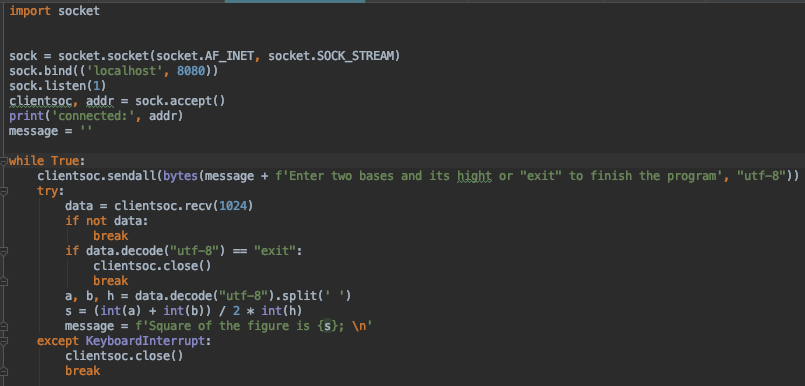 import socket
sock = socket.socket(socket.AF_INET, socket.SOCK_STREAM)
sock.bind(('localhost', 8080))
sock.listen(1)
clientsoc, addr = sock.accept()
print('connected:', addr)
message = ''
while True:
    clientsoc.sendall(bytes(message + f'Enter two bases and its hight or "exit" to finish the program', "utf-8"))
    try:
        data = clientsoc.recv(1024)
        if not data:
            break
        if data.decode("utf-8") == "exit":
            clientsoc.close()
            break
        a, b, h = data.decode("utf-8").split(' ')
        s = (int(a) + int(b)) / 2 * int(h)
        message = f'Square of the figure is {s}; \n'
    except KeyboardInterrupt:
        clientsoc.close()
        break